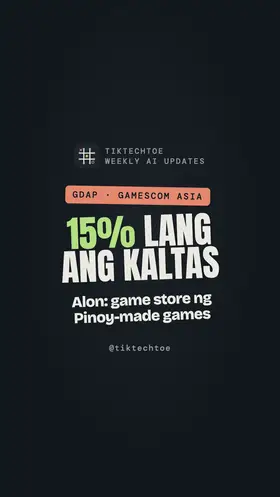 TIKTECHTOE
WEEKLY AI UPDATES
GDAP · GAMESCOM ASIA
15% LANG
ANG KALTAS
Alon: game store ng
Pinoy-made games
@tiktechtoe